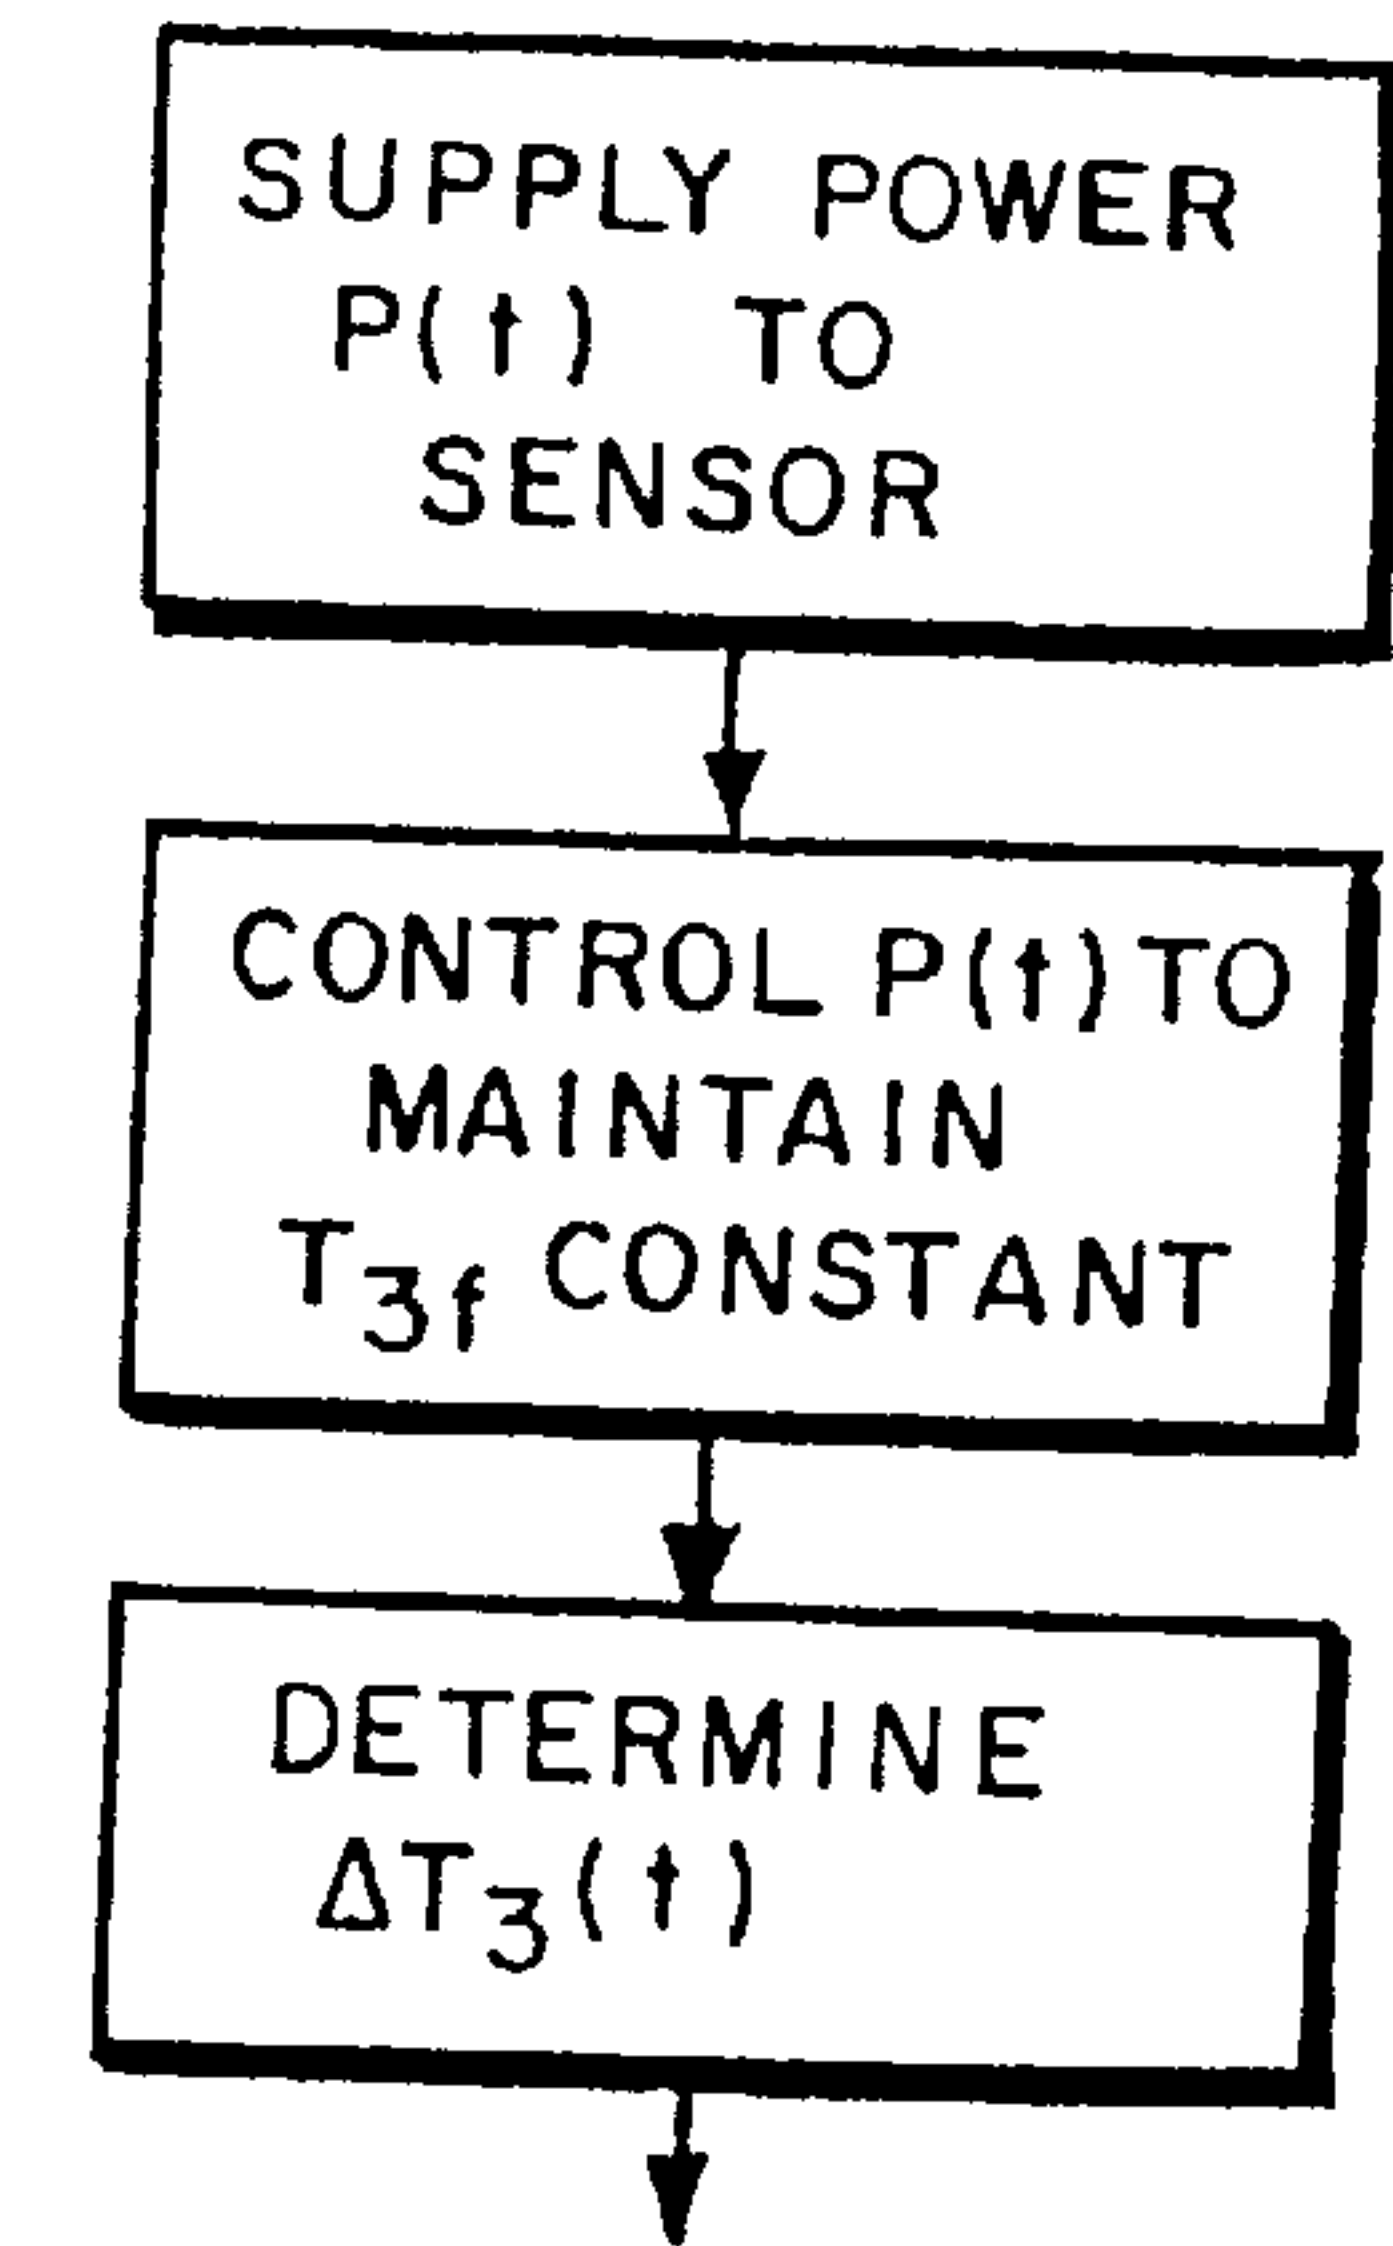 SUPPLY POWER
P(t) TO
SENSOR
CONTROL P(t) TO
MAINTAIN
T₃f CONSTANT
DETERMINE
ΔT₃(t)